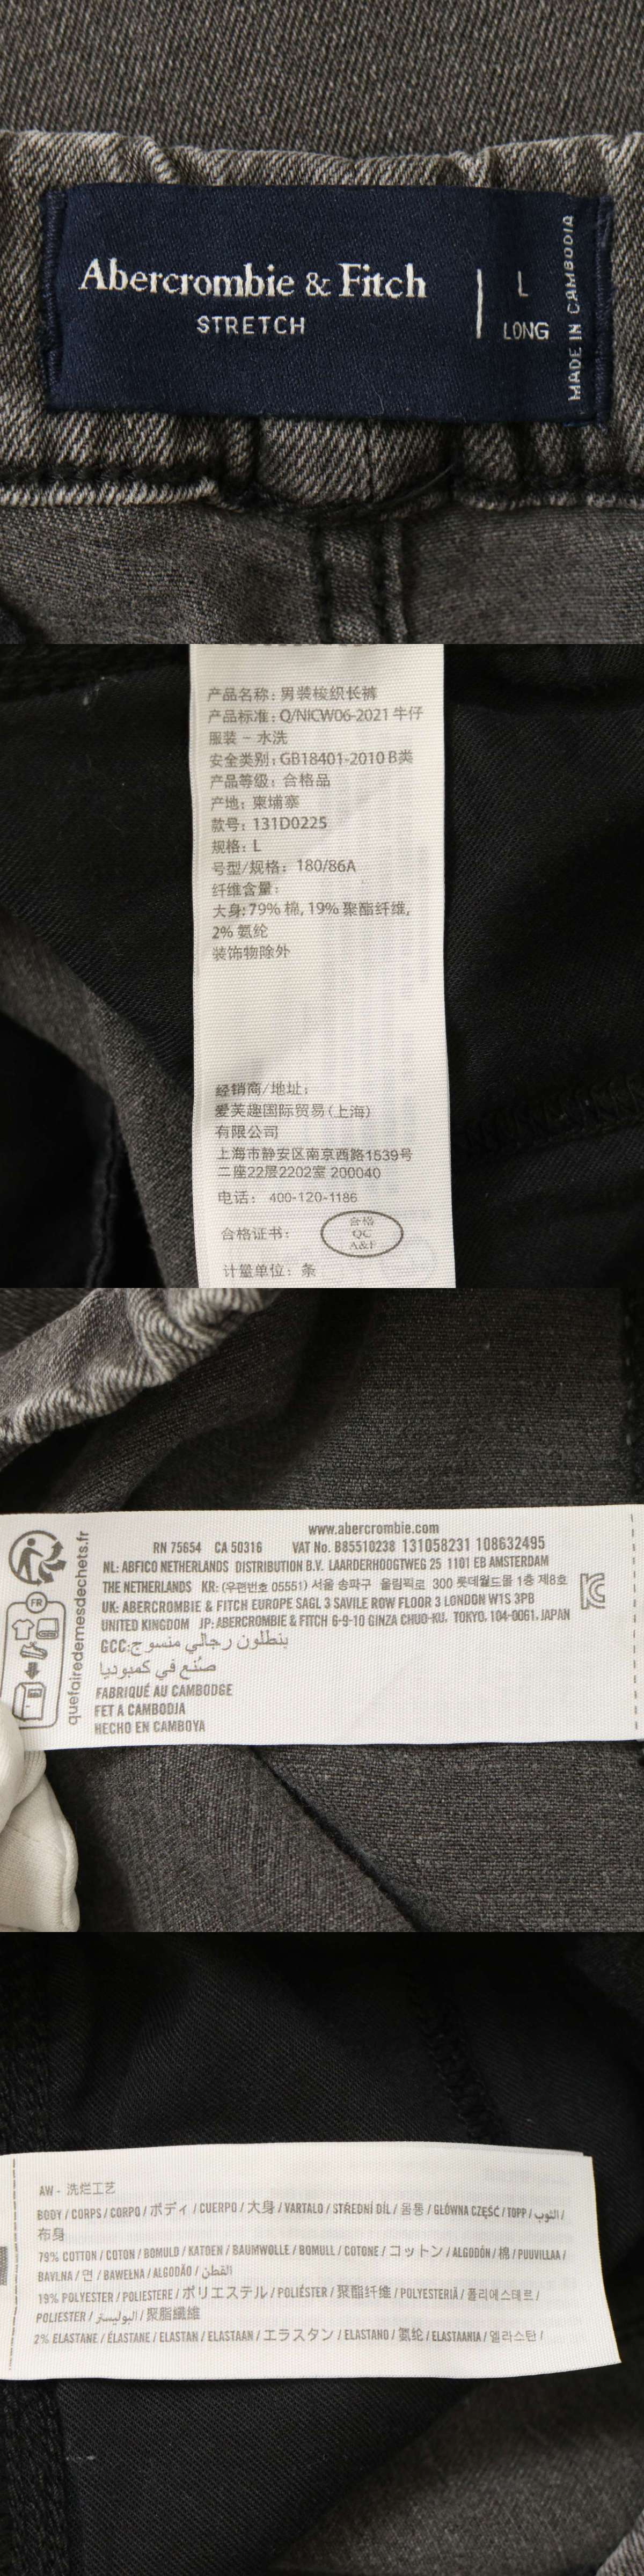 Abercrombie & Fitch
STRETCH
L
LONG
MADE IN CAMBODIA
产品名称: 男装梭织长裤
产品标准: Q/NICW06-2021 牛仔
服装 - 水洗
安全类别: GB18401-2010 B类
产品等级: 合格品
产地: 柬埔寨
款号: 131D0225
规格: L
号型/规格: 180/86A
纤维含量:
大身: 79% 棉, 19% 聚酯纤维,
2% 氨纶
装饰物除外
经销商/地址:
爱芙趣国际贸易(上海)
有限公司
上海市静安区南京西路1539号
二座22层2202室 200040
电话: 400-120-1186
合格证书:
合格
QC
A&F
计量单位: 条
www.abercrombie.com
RN 75654 CA 50316 VAT No. B85510238 131058231 108632495
NL: ABFICO NETHERLANDS DISTRIBUTION B.V. LAARDERHOOGTWEG 25 1101 EB AMSTERDAM
THE NETHERLANDS KR: (우편번호 05551) 서울 송파구 올림픽로 300 롯데월드몰 1층 제8호
UK: ABERCROMBIE & FITCH EUROPE SAGL 3 SAVILE ROW FLOOR 3 LONDON W1S 3PB
UNITED KINGDOM JP: ABERCROMBIE & FITCH 6-9-10 GINZA CHUO-KU, TOKYO, 104-0061, JAPAN
GCC: بنطلون رجالي منسوج
صنع في كمبوديا
FABRIQUÉ AU CAMBODGE
FET A CAMBODJA
HECHO EN CAMBOYA
FR
quefairedemesdechets.fr
AW - 洗烂工艺
BODY / CORPS / CORPO / ボディ / CUERPO / 大身 / VARTALO / STŘEDNÍ DÍL / 몸통 / GŁÓWNA CZĘŚĆ / TOPP / الثوب /
布身
79% COTTON / COTON / BOMULD / KATOEN / BAUMWOLLE / BOMULL / COTONE / コットン / ALGODÓN / 棉 / PUUVILLAA /
BAVLNA / 면 / BAWEŁNA / ALGODÃO / القطن
19% POLYESTER / POLIESTERE / ポリエステル / POLIÉSTER / 聚酯纤维 / POLYESTERIÄ / 폴리에스테르 /
POLIESTER / البوليستر / 聚脂纖維
2% ELASTANE / ÉLASTANE / ELASTAN / ELASTAAN / エラスタン / ELASTANO / 氨纶 / ELASTAANIA / 엘라스탄 /